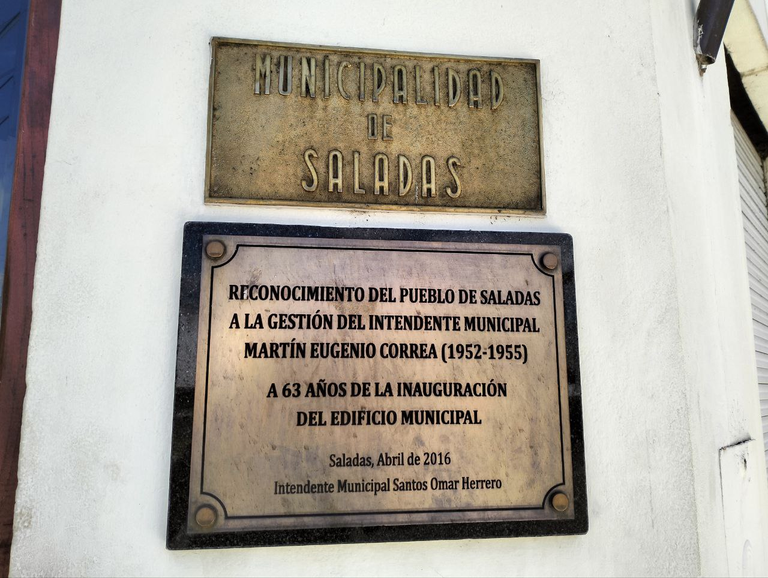 MUNICIPALIDAD
DE
SALADAS
RECONOCIMIENTO DEL PUEBLO DE SALADAS
A LA GESTIÓN DEL INTENDENTE MUNICIPAL
MARTÍN EUGENIO CORREA (1952-1955)
A 63 AÑOS DE LA INAUGURACIÓN
DEL EDIFICIO MUNICIPAL
Saladas, Abril de 2016
Intendente Municipal Santos Omar Herrero